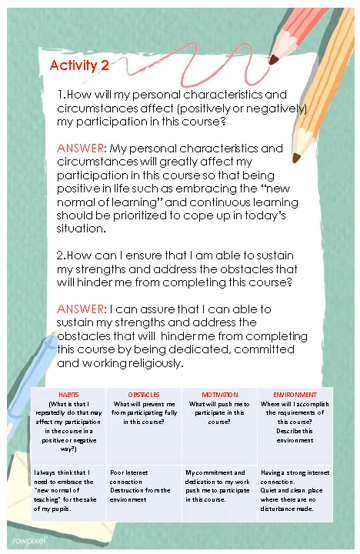 Activity 2
1.How will my personal characteristics and
circumstances affect (positively or negatively)
my participation in this course?
ANSWER: My personal characteristics and
circumstances will greatly affect my
participation in this course so that being
positive in life such as embracing the “new
normal of learning” and continuous learning
should be prioritized to cope up in today’s
situation.
2.How can I ensure that I am able to sustain
my strengths and address the obstacles that
will hinder me from completing this course?
ANSWER: I can assure that I can able to
sustain my strengths and address the
obstacles that will hinder me from completing
this course by being dedicated, committed
and working religiously.
HABITS
(What is that I
repeatedly do that may
affect my participation
in the course in a
positive or negative
way?)
OBSTACLES
What will prevent me
from participating fully
in this course?
MOTIVATION
What will push me to
participate in this
course?
ENVIRONMENT
Where will I accomplish
the requirements of
this course?
Describe this
environment
I always think that I
need to embrace the
“new normal of
teaching” for the sake
of my pupils.
Poor Internet
connection
Destruction from the
environment
My commitment and
dedication to my work
push me to participate
in this course.
Having a strong internet
connection.
Quiet and clean place
where there are no
disturbance made.
rawpixel